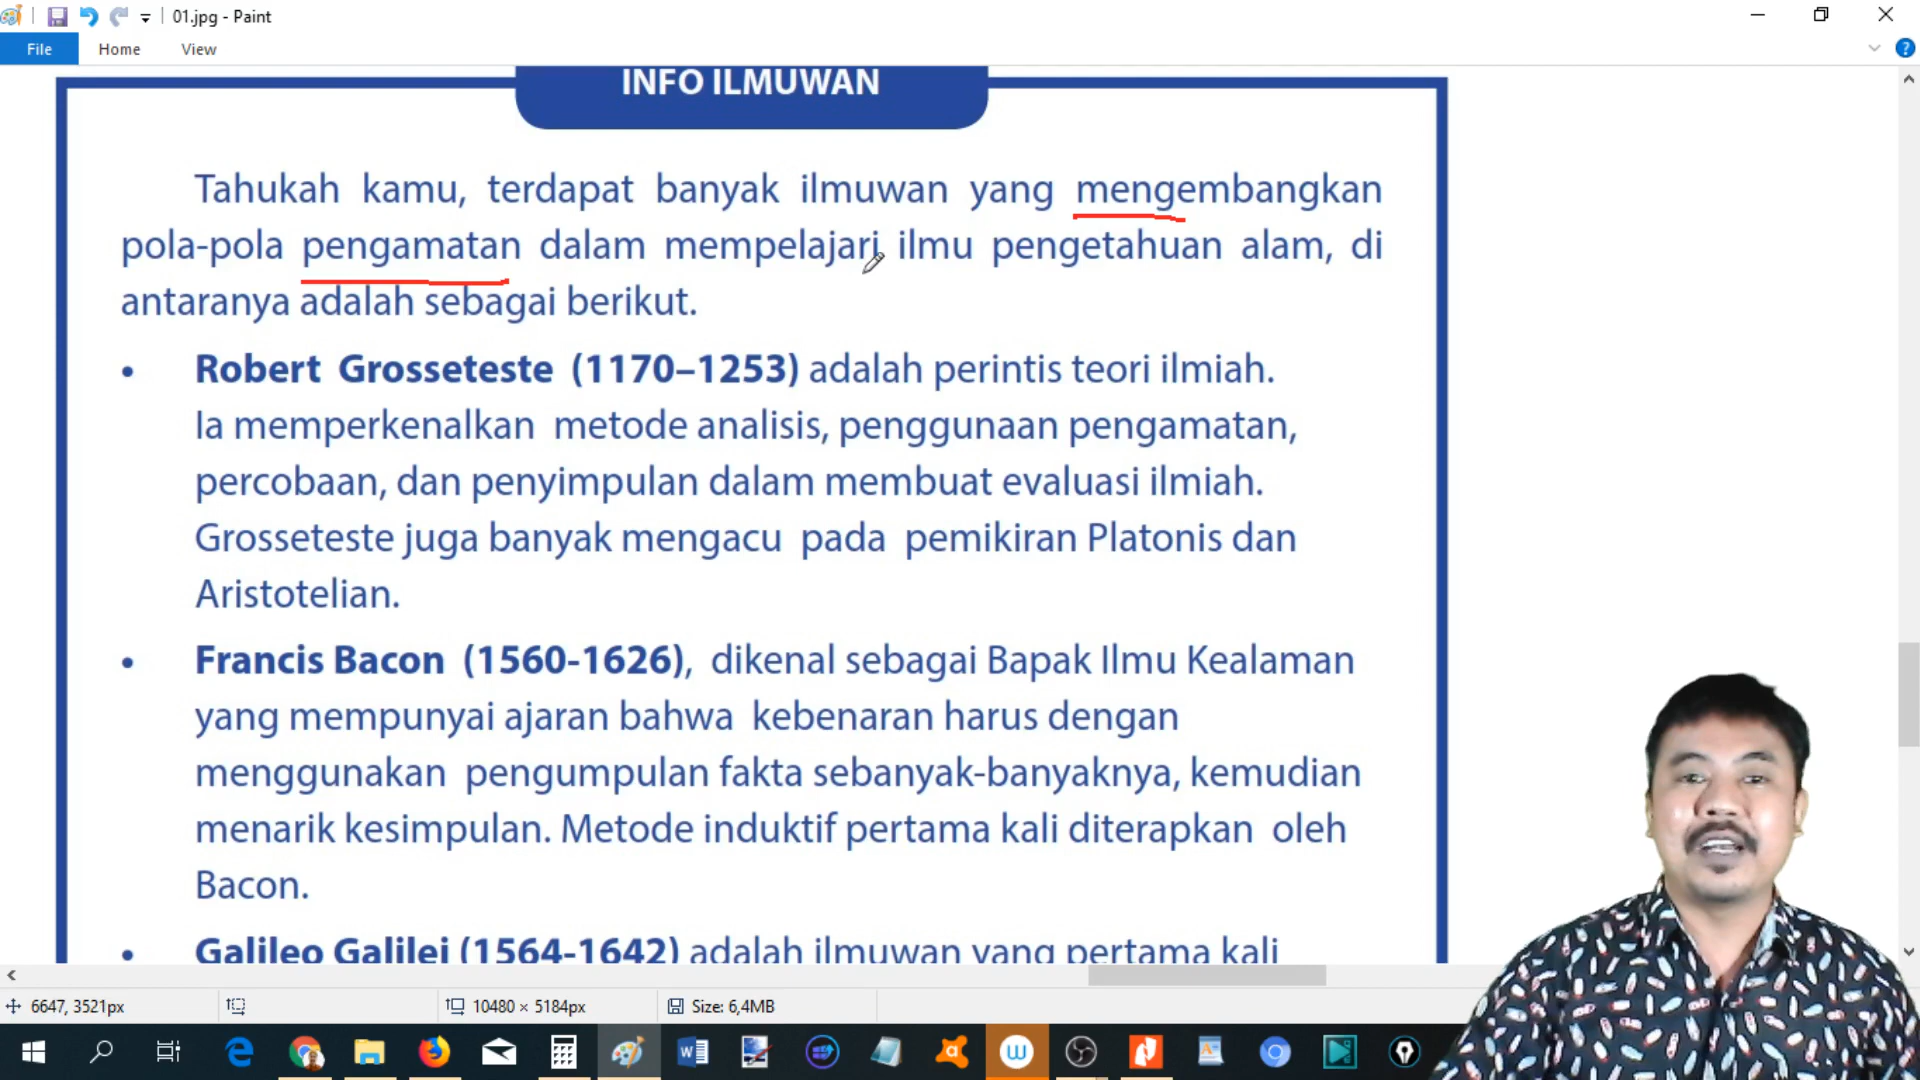 01.jpg - Paint
File Home View
INFO ILMUWAN
Tahukah kamu, terdapat banyak ilmuwan yang mengembangkan
pola-pola pengamatan dalam mempelajari ilmu pengetahuan alam, di
antaranya adalah sebagai berikut.
• Robert Grosseteste (1170–1253) adalah perintis teori ilmiah.
Ia memperkenalkan metode analisis, penggunaan pengamatan,
percobaan, dan penyimpulan dalam membuat evaluasi ilmiah.
Grosseteste juga banyak mengacu pada pemikiran Platonis dan
Aristotelian.
• Francis Bacon (1560-1626), dikenal sebagai Bapak Ilmu Kealaman
yang mempunyai ajaran bahwa kebenaran harus dengan
menggunakan pengumpulan fakta sebanyak-banyaknya, kemudian
menarik kesimpulan. Metode induktif pertama kali diterapkan oleh
Bacon.
• Galileo Galilei (1564-1642) adalah ilmuwan yang pertama kali
6647, 3521px 10480 × 5184px Size: 6,4MB